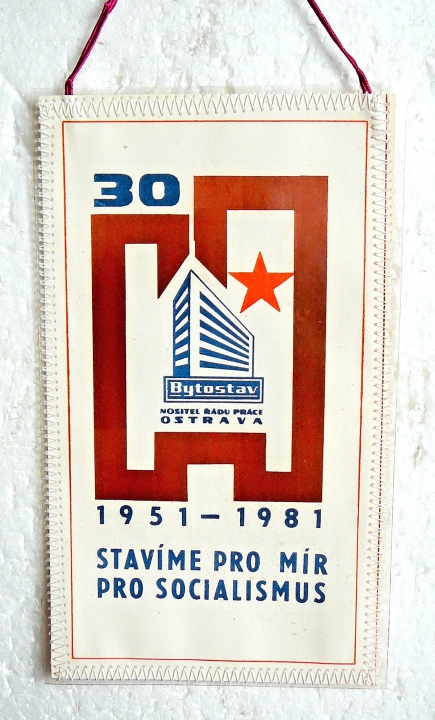 30
Bytostav
NOSITEL ŘÁDU PRÁCE
OSTRAVA
1951 – 1981
STAVÍME PRO MÍR
PRO SOCIALISMUS